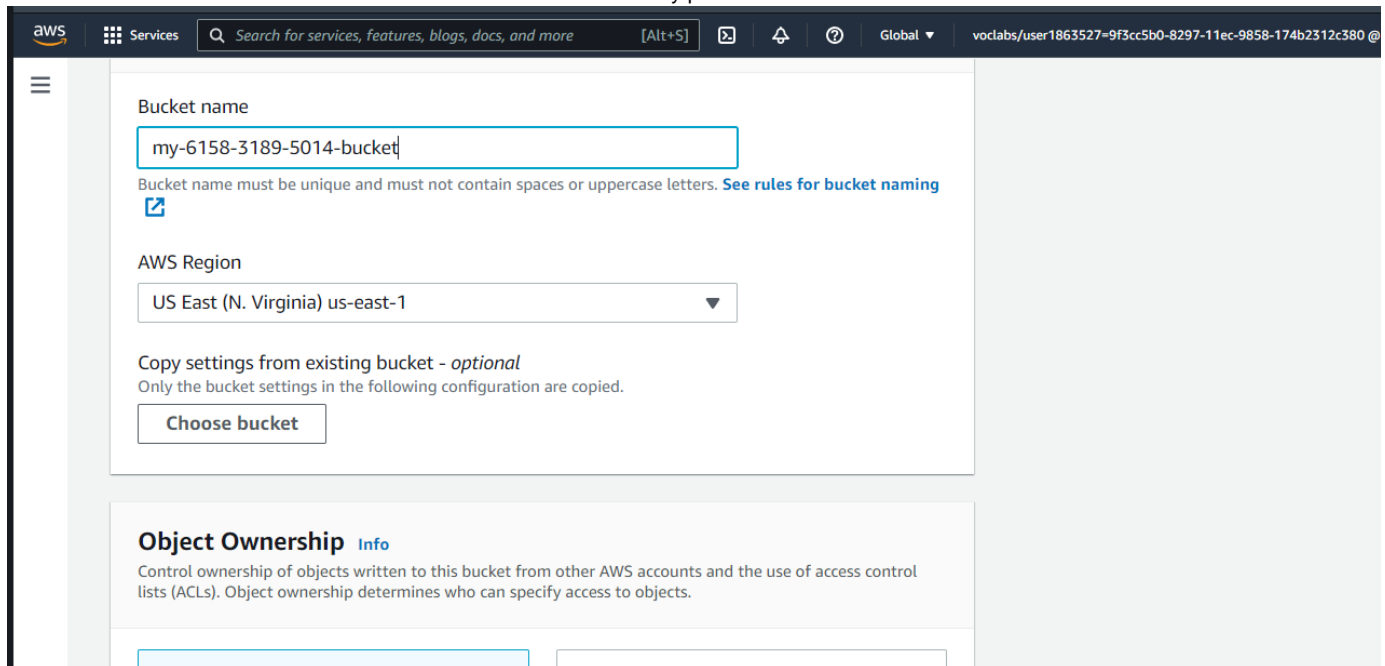 aws
Services
Search for services, features, blogs, docs, and more
[Alt+S]
Global
voclabs/user1863527=9f3cc5b0-8297-11ec-9858-174b2312c380 @
Bucket name
my-6158-3189-5014-bucket
Bucket name must be unique and must not contain spaces or uppercase letters. See rules for bucket naming
AWS Region
US East (N. Virginia) us-east-1
Copy settings from existing bucket - optional
Only the bucket settings in the following configuration are copied.
Choose bucket
Object Ownership Info
Control ownership of objects written to this bucket from other AWS accounts and the use of access control
lists (ACLs). Object ownership determines who can specify access to objects.